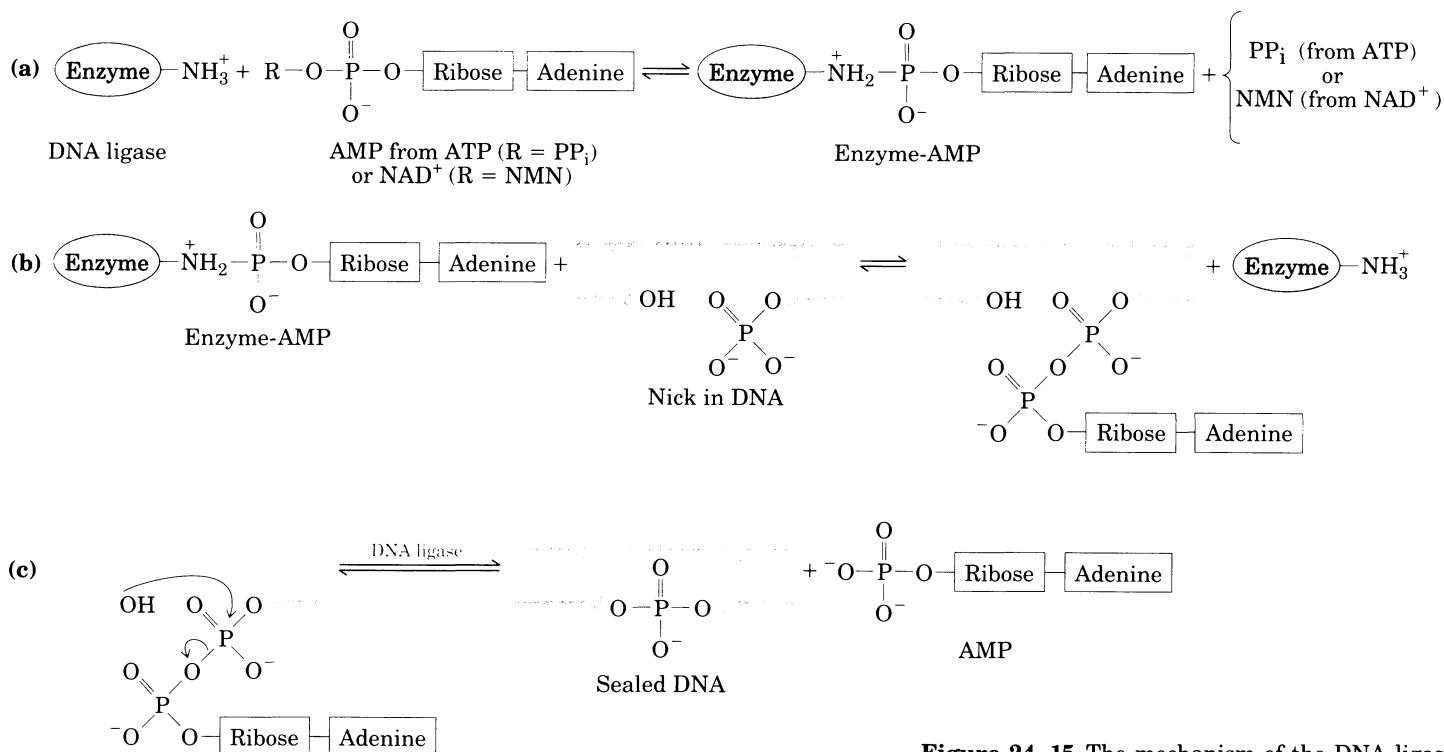 (a) Enzyme NH3+ + R—O—P—O—Ribose—Adenine ⇌ Enzyme—NH2+—P—O—Ribose—Adenine + { PPi (from ATP)
O O or
O− O− NMN (from NAD+)
DNA ligase AMP from ATP (R = PPi) Enzyme-AMP
or NAD+ (R = NMN)
O
(b) Enzyme—NH2+—P—O—Ribose—Adenine + ⇌ + Enzyme—NH3+
O− OH O O OH O O
Enzyme-AMP P P
O− O− O O O−
Nick in DNA P
−O O—Ribose—Adenine
O
(c) DNA ligase + −O—P—O—Ribose—Adenine
OH O O O O−
P O—P—O AMP
O O O− O−
P Sealed DNA
−O O—Ribose—Adenine
Figure 24–15 The mechanism of the DNA ligase